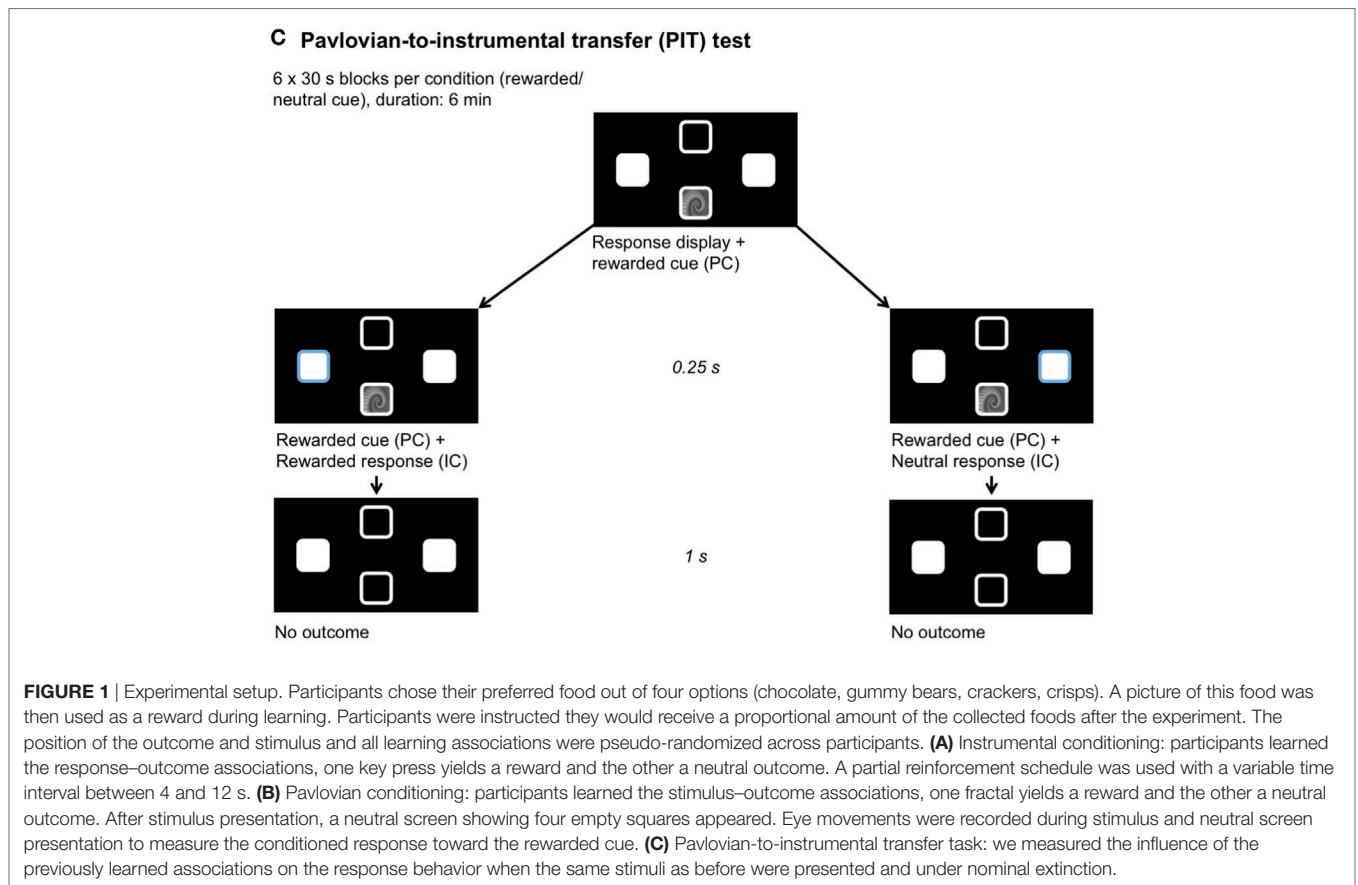 C Pavlovian-to-instrumental transfer (PIT) test
6 x 30 s blocks per condition (rewarded/
neutral cue), duration: 6 min
Response display +
rewarded cue (PC)
0.25 s
Rewarded cue (PC) +
Rewarded response (IC)
Rewarded cue (PC) +
Neutral response (IC)
1 s
No outcome
No outcome
FIGURE 1 | Experimental setup. Participants chose their preferred food out of four options (chocolate, gummy bears, crackers, crisps). A picture of this food was
then used as a reward during learning. Participants were instructed they would receive a proportional amount of the collected foods after the experiment. The
position of the outcome and stimulus and all learning associations were pseudo-randomized across participants. (A) Instrumental conditioning: participants learned
the response–outcome associations, one key press yields a reward and the other a neutral outcome. A partial reinforcement schedule was used with a variable time
interval between 4 and 12 s. (B) Pavlovian conditioning: participants learned the stimulus–outcome associations, one fractal yields a reward and the other a neutral
outcome. After stimulus presentation, a neutral screen showing four empty squares appeared. Eye movements were recorded during stimulus and neutral screen
presentation to measure the conditioned response toward the rewarded cue. (C) Pavlovian-to-instrumental transfer task: we measured the influence of the
previously learned associations on the response behavior when the same stimuli as before were presented and under nominal extinction.